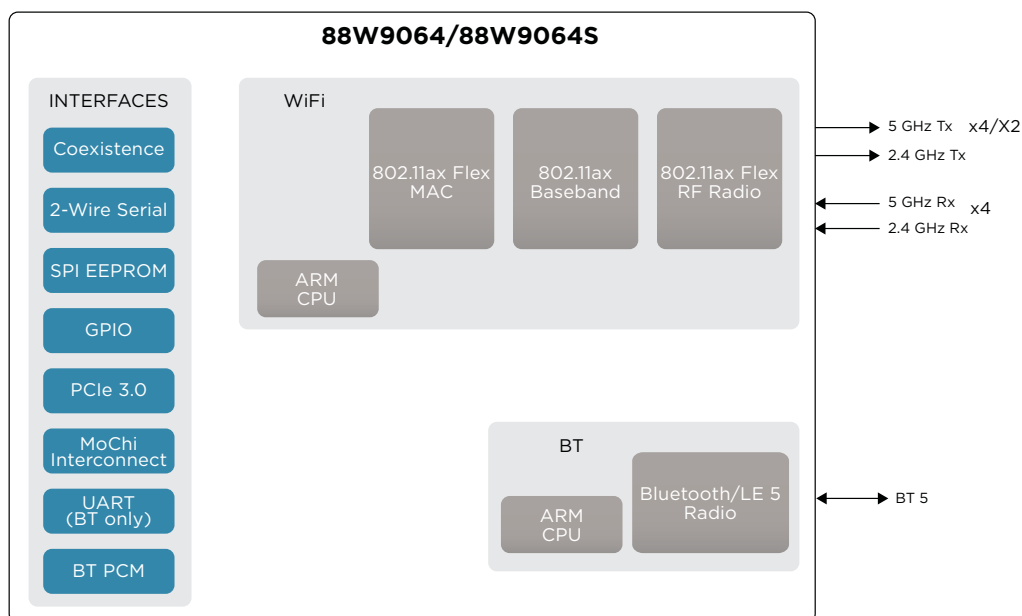 88W9064/88W9064S
INTERFACES
Coexistence
2-Wire Serial
SPI EEPROM
GPIO
PCIe 3.0
MoChi
Interconnect
UART
(BT only)
BT PCM
WiFi
802.11ax Flex
MAC
802.11ax
Baseband
802.11ax Flex
RF Radio
ARM
CPU
BT
ARM
CPU
Bluetooth/LE 5
Radio
5 GHz Tx x4/X2
2.4 GHz Tx
5 GHz Rx x4
2.4 GHz Rx
BT 5